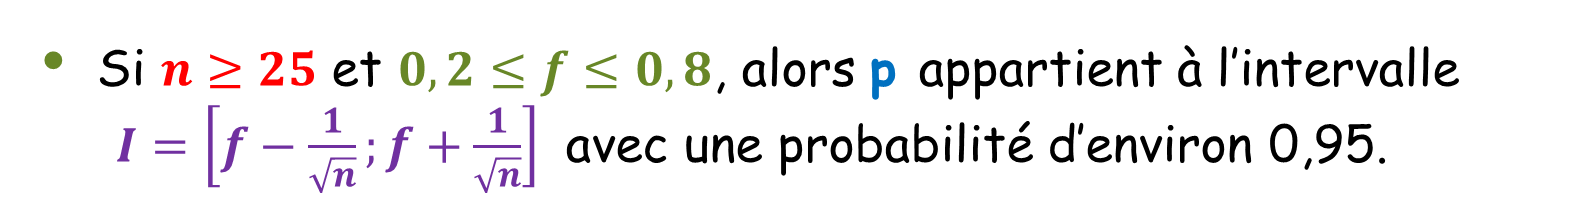 • Si n ≥ 25 et 0,2 ≤ f ≤ 0,8, alors p appartient à l’intervalle
I = [f − 1/√n ; f + 1/√n] avec une probabilité d’environ 0,95.